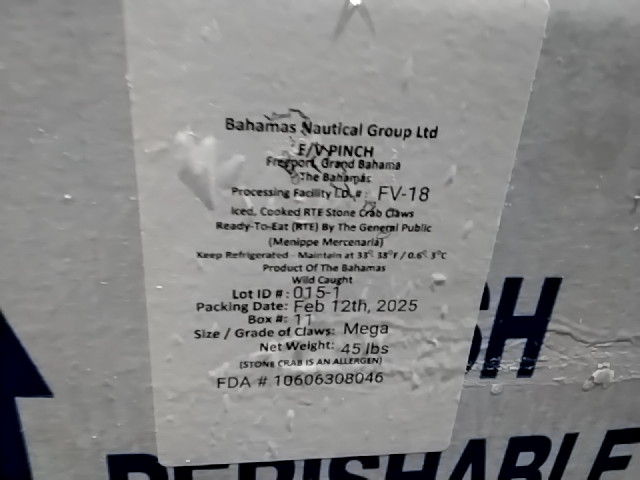 Bahamas Nautical Group Ltd
F/V PINCH
Freeport, Grand Bahama
The Bahamas
Processing Facility I.D. #: FV-18
Iced, Cooked RTE Stone Crab Claws
Ready-To-Eat (RTE) By The General Public
(Menippe Mercenaria)
Keep Refrigerated - Maintain at 33° 38°F / 0.6° 3°C
Product Of The Bahamas
Wild Caught
Lot ID #: 015-1
Packing Date: Feb 12th, 2025
Box #: 11
Size / Grade of Claws: Mega
Net Weight: 45 lbs
(STONE CRAB IS AN ALLERGEN)
FDA # 10606308046
SH
PERISHABLE